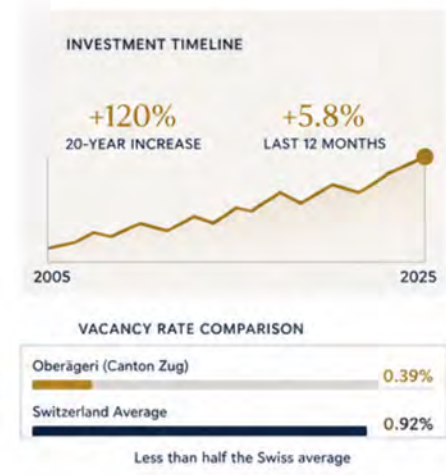 INVESTMENT TIMELINE
+120% +5.8%
20-YEAR INCREASE LAST 12 MONTHS
2005 2025
VACANCY RATE COMPARISON
Oberägeri (Canton Zug)
0.39%
Switzerland Average
0.92%
Less than half the Swiss average